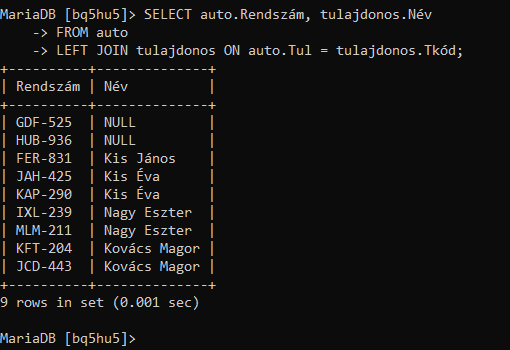 MariaDB [bq5hu5]> SELECT auto.Rendszám, tulajdonos.Név
    -> FROM auto
    -> LEFT JOIN tulajdonos ON auto.Tul = tulajdonos.Tkód;
+----------+--------------+
| Rendszám | Név          |
+----------+--------------+
| GDF-525  | NULL         |
| HUB-936  | NULL         |
| FER-831  | Kis János    |
| JAH-425  | Kis Éva      |
| KAP-290  | Kis Éva      |
| IXL-239  | Nagy Eszter  |
| MLM-211  | Nagy Eszter  |
| KFT-204  | Kovács Magor |
| JCD-443  | Kovács Magor |
+----------+--------------+
9 rows in set (0.001 sec)

MariaDB [bq5hu5]>